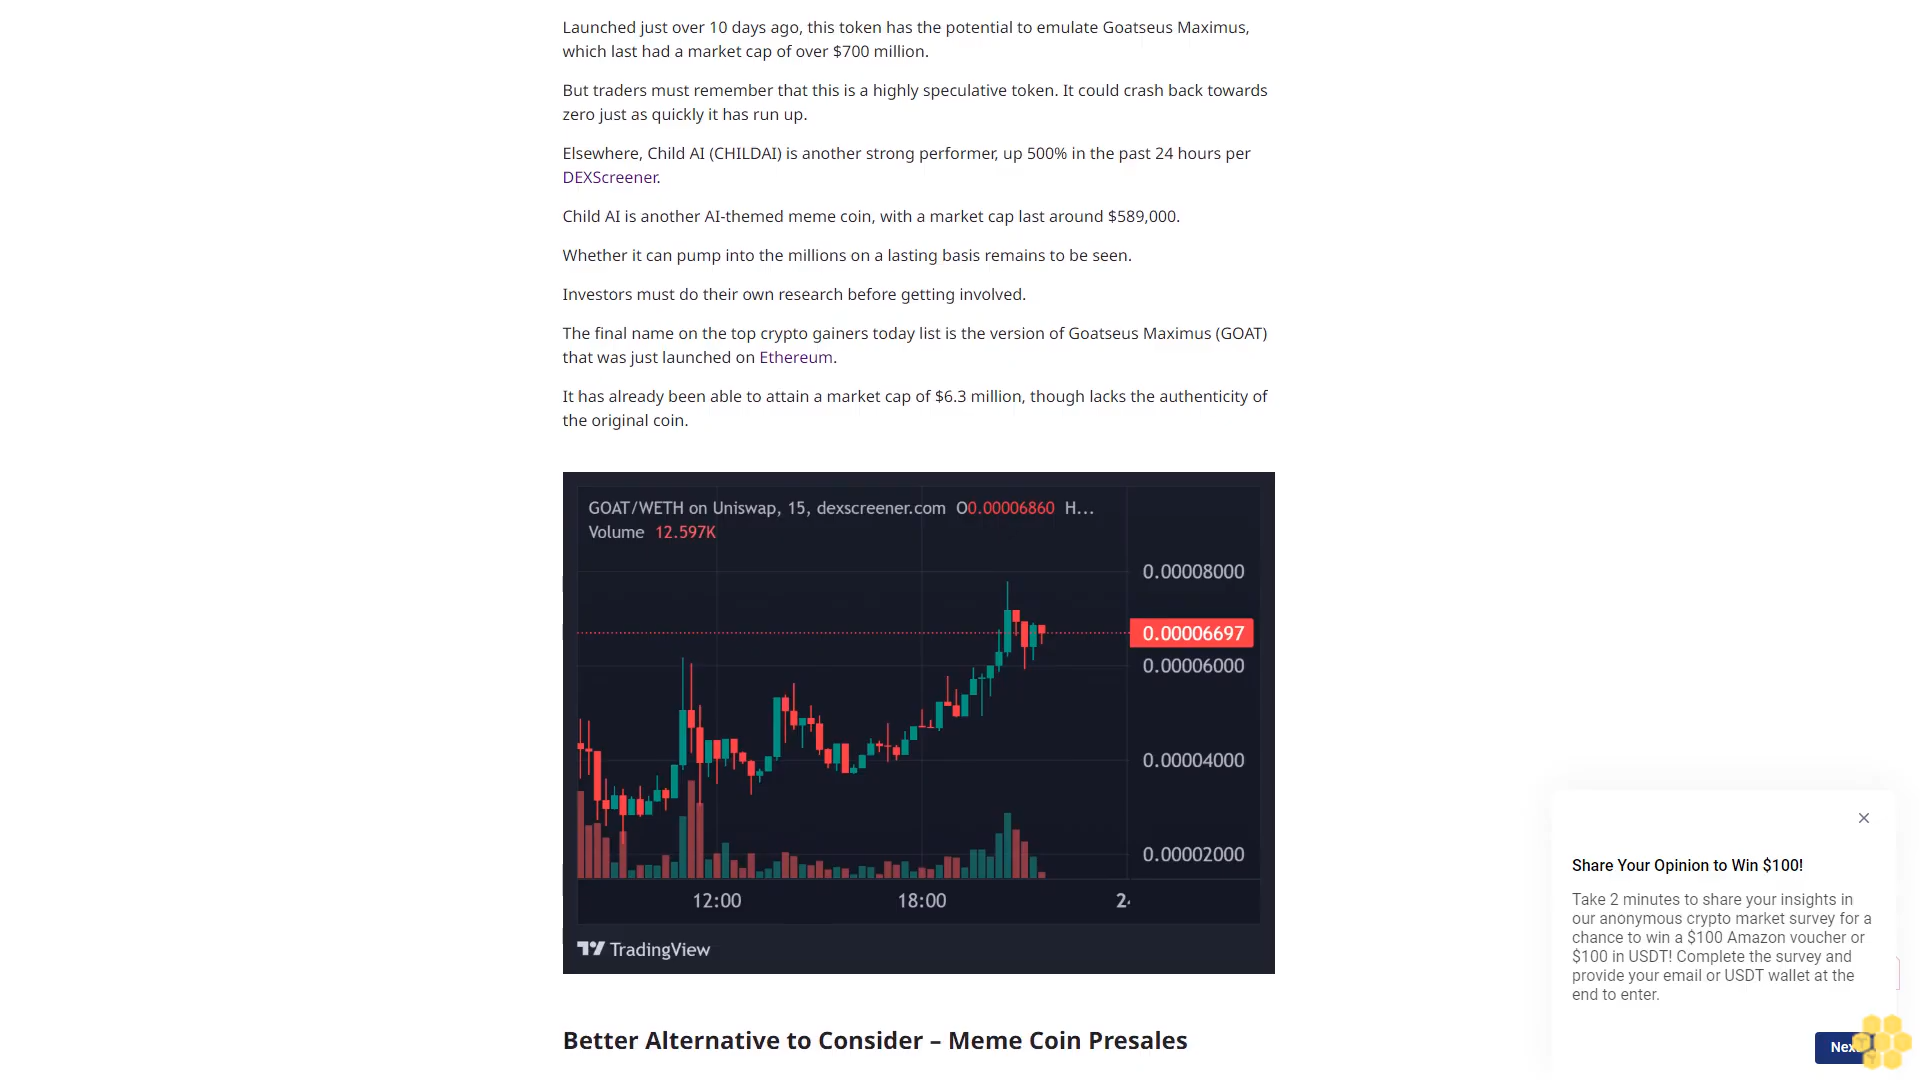 Launched just over 10 days ago, this token has the potential to emulate Goatseus Maximus,
which last had a market cap of over $700 million.
But traders must remember that this is a highly speculative token. It could crash back towards
zero just as quickly it has run up.
Elsewhere, Child AI (CHILDAI) is another strong performer, up 500% in the past 24 hours per
DEXScreener.
Child AI is another AI-themed meme coin, with a market cap last around $589,000.
Whether it can pump into the millions on a lasting basis remains to be seen.
Investors must do their own research before getting involved.
The final name on the top crypto gainers today list is the version of Goatseus Maximus (GOAT)
that was just launched on Ethereum.
It has already been able to attain a market cap of $6.3 million, though lacks the authenticity of
the original coin.
GOAT/WETH on Uniswap, 15, dexscreener.com O0.00006860 H...
Volume 12.597K
0.00008000
0.00006697
0.00006000
0.00004000
0.00002000
12:00 18:00
TradingView
Better Alternative to Consider – Meme Coin Presales
Share Your Opinion to Win $100!
Take 2 minutes to share your insights in
our anonymous crypto market survey for a
chance to win a $100 Amazon voucher or
$100 in USDT! Complete the survey and
provide your email or USDT wallet at the
end to enter.